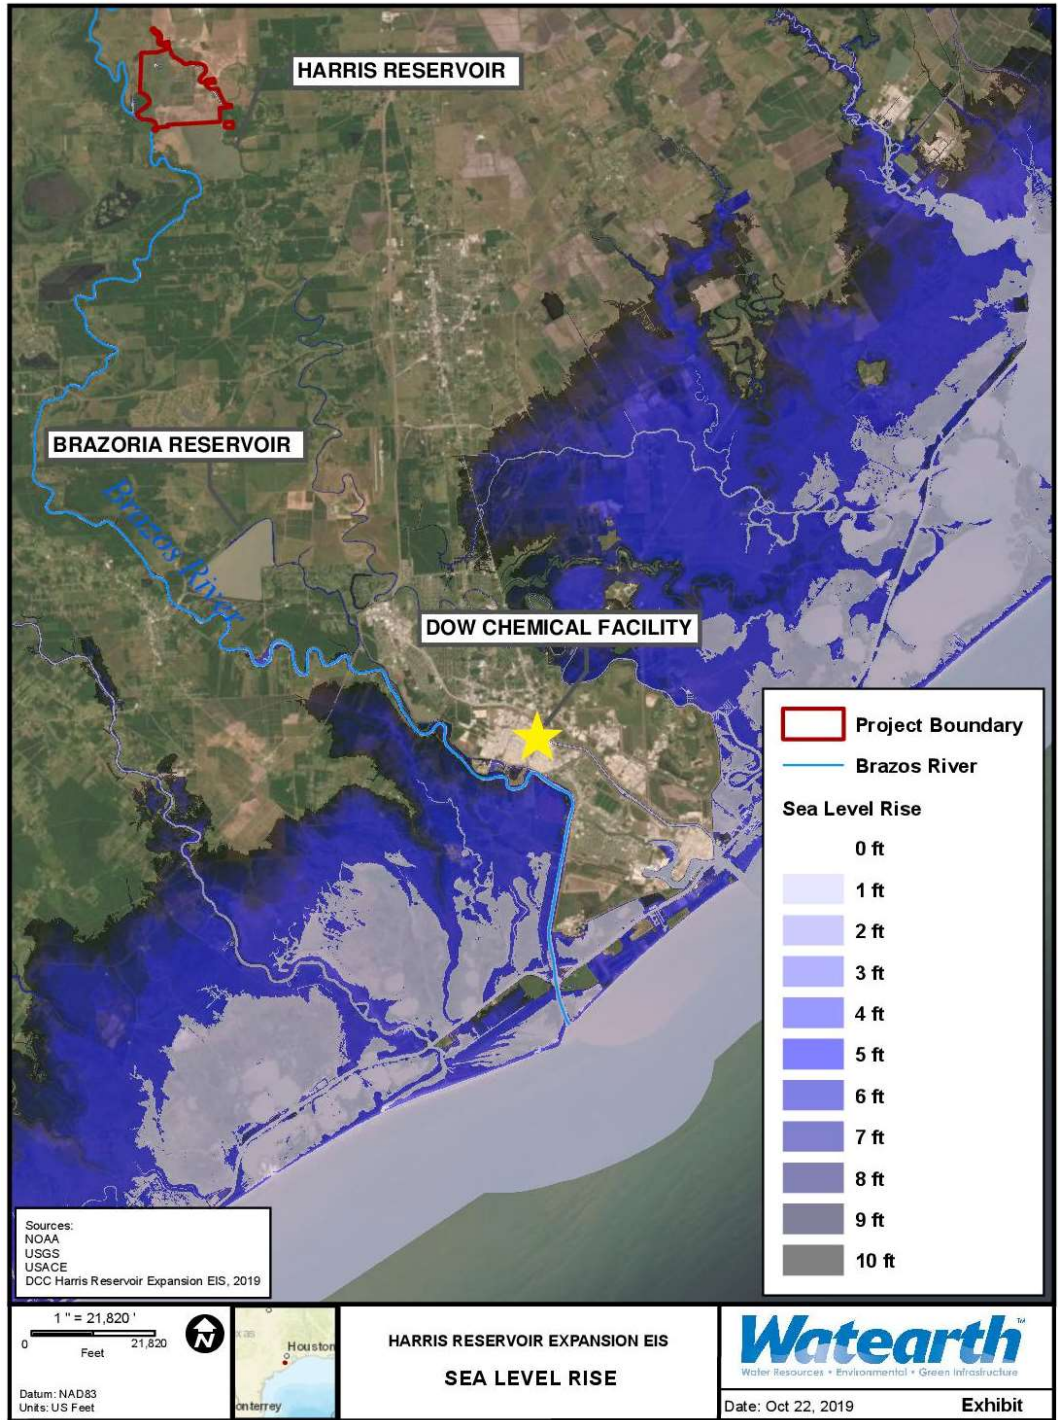 HARRIS RESERVOIR
BRAZORIA RESERVOIR
Brazos River
DOW CHEMICAL FACILITY
Project Boundary
Brazos River
Sea Level Rise
0 ft
1 ft
2 ft
3 ft
4 ft
5 ft
6 ft
7 ft
8 ft
9 ft
10 ft
Sources:
NOAA
USGS
USACE
DCC Harris Reservoir Expansion EIS, 2019
1 " = 21,820 '
0 21,820
Feet
Datum: NAD83
Units: US Feet
N
xas
Houston
onterrey
HARRIS RESERVOIR EXPANSION EIS
SEA LEVEL RISE
Watearth™
Water Resources • Environmental • Green Infrastructure
Date: Oct 22, 2019 Exhibit